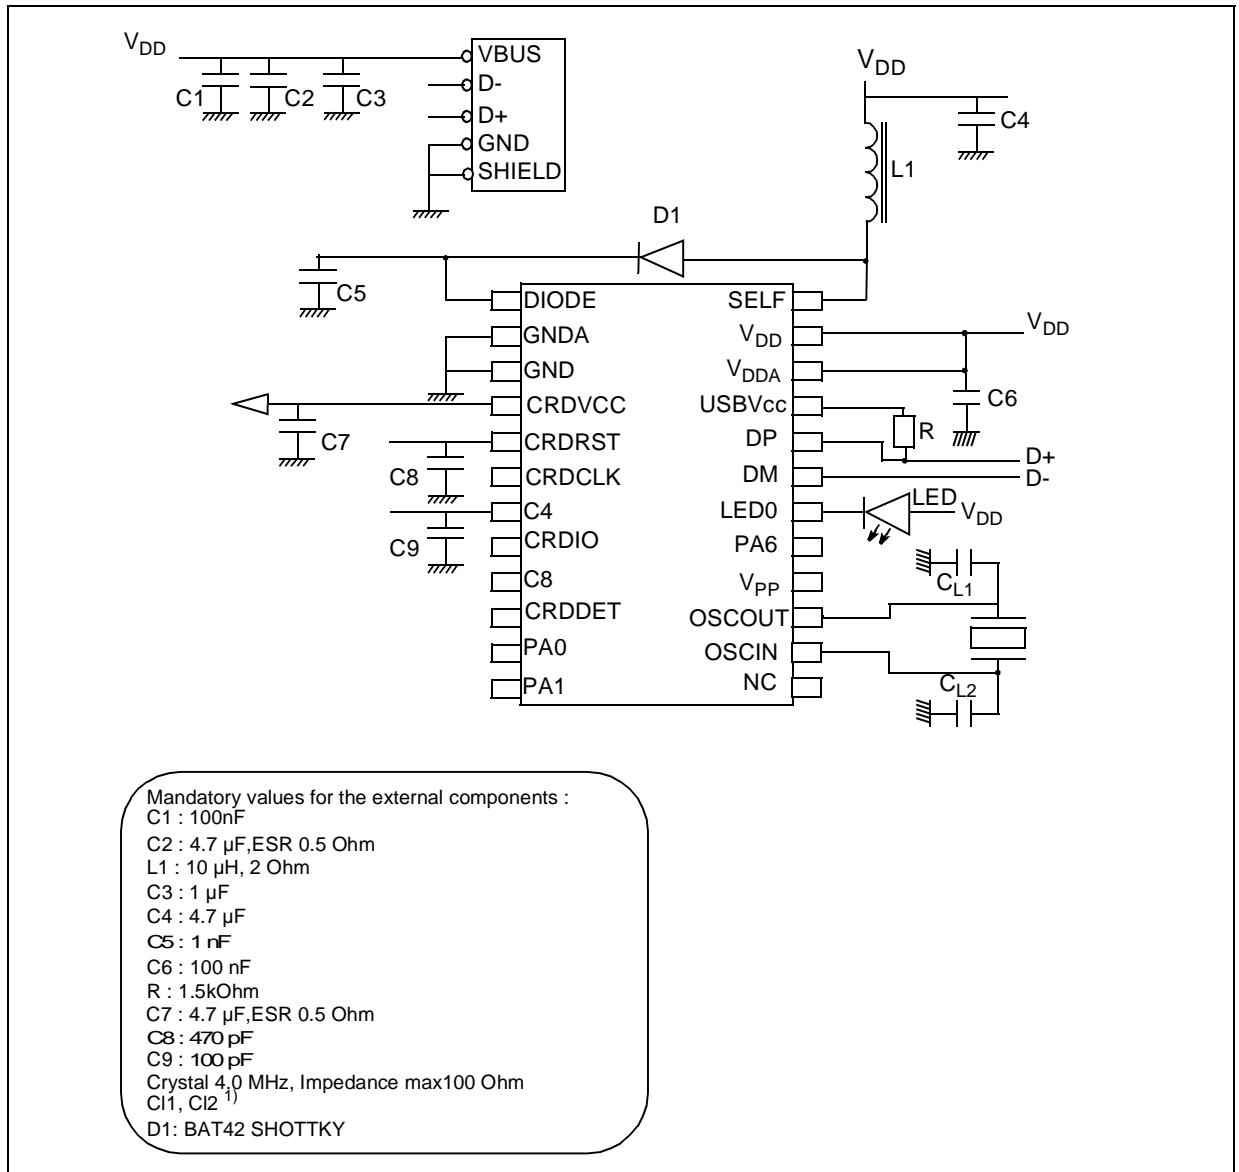 VDD
VBUS
D-
D+
GND
SHIELD
C1
C2
C3
VDD
C4
L1
D1
C5
DIODE
SELF
GNDA
VDD
VDD
GND
VDDA
CRDVCC
USBVcc
C6
C7
CRDRST
DP
R
D+
C8
CRDCLK
DM
D-
C4
LED0
LED
VDD
C9
CRDIO
PA6
C8
VPP
CL1
CRDDET
OSCOUT
PA0
OSCIN
PA1
NC
CL2
Mandatory values for the external components :
C1 : 100nF
C2 : 4.7 µF,ESR 0.5 Ohm
L1 : 10 µH, 2 Ohm
C3 : 1 µF
C4 : 4.7 µF
C5 : 1 nF
C6 : 100 nF
R : 1.5kOhm
C7 : 4.7 µF,ESR 0.5 Ohm
C8 : 470 pF
C9 : 100 pF
Crystal 4.0 MHz, Impedance max100 Ohm
Cl1, Cl2 1)
D1: BAT42 SHOTTKY